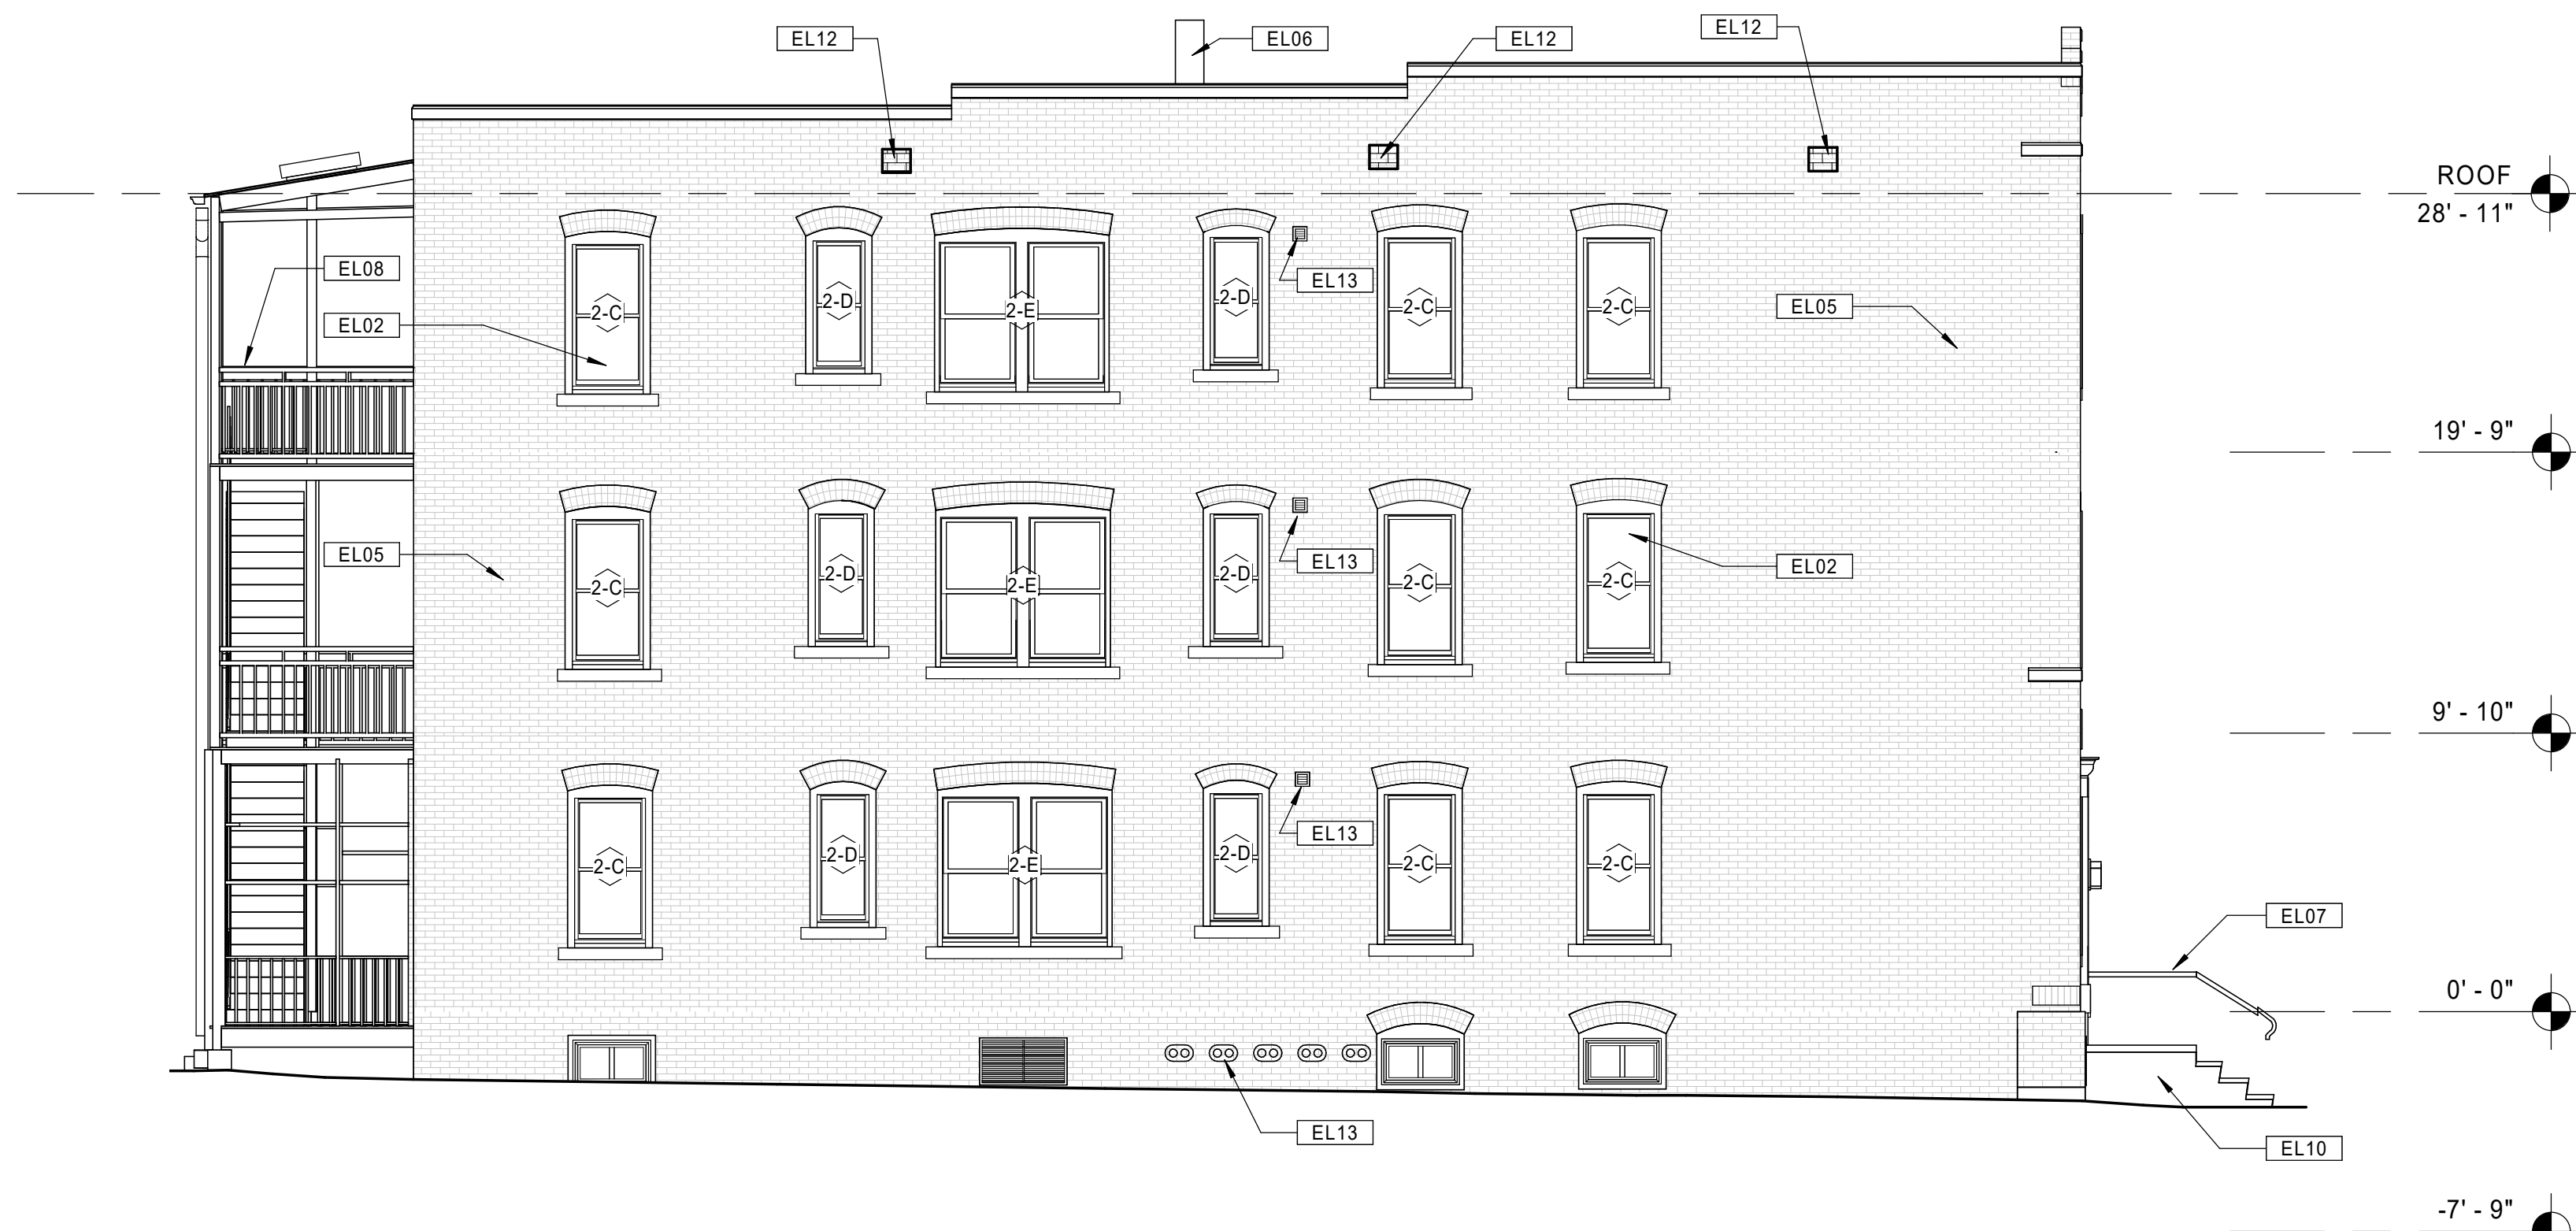 EL12
EL06
EL12
EL12
ROOF
28' - 11"
EL08
EL13
EL02
2-C
2-D
2-E
2-D
2-C
2-C
EL05
19' - 9"
EL13
EL05
2-C
2-D
2-E
2-D
2-C
2-C
EL02
9' - 10"
EL13
2-C
2-D
2-E
2-D
2-C
2-C
EL07
0' - 0"
EL13
EL10
-7' - 9"